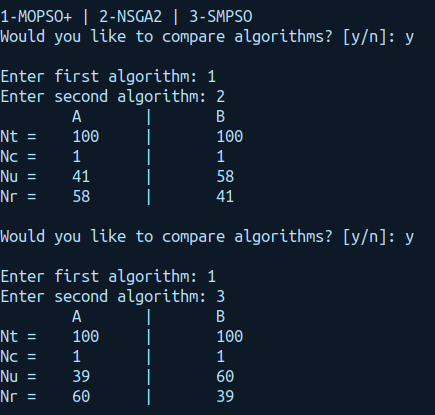 1-MOPSO+ | 2-NSGA2 | 3-SMPSO
Would you like to compare algorithms? [y/n]: y
Enter first algorithm: 1
Enter second algorithm: 2
A | B
Nt = 100 | 100
Nc = 1 | 1
Nu = 41 | 58
Nr = 58 | 41
Would you like to compare algorithms? [y/n]: y
Enter first algorithm: 1
Enter second algorithm: 3
A | B
Nt = 100 | 100
Nc = 1 | 1
Nu = 39 | 60
Nr = 60 | 39